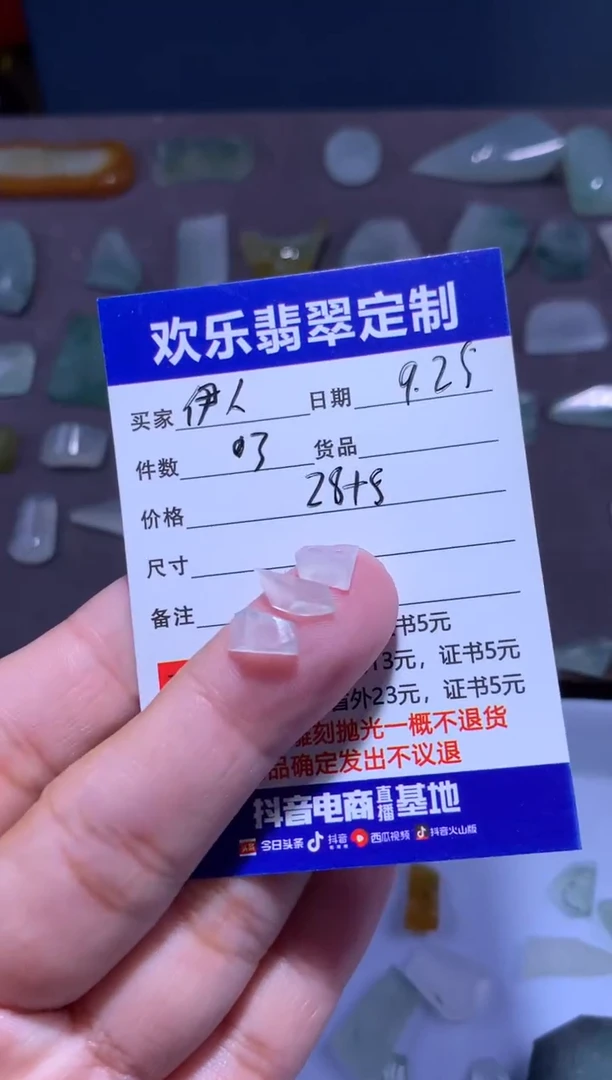 欢乐翡翠定制
买家 伊人 日期 9.25
件数 03 货品
价格 28+5
尺寸
备注
书5元
13元，证书5元
外23元，证书5元
雕刻抛光一概不退货
品确定发出不议退
抖音电商直播基地
头条 今日头条 抖音 西瓜视频 抖音火山版